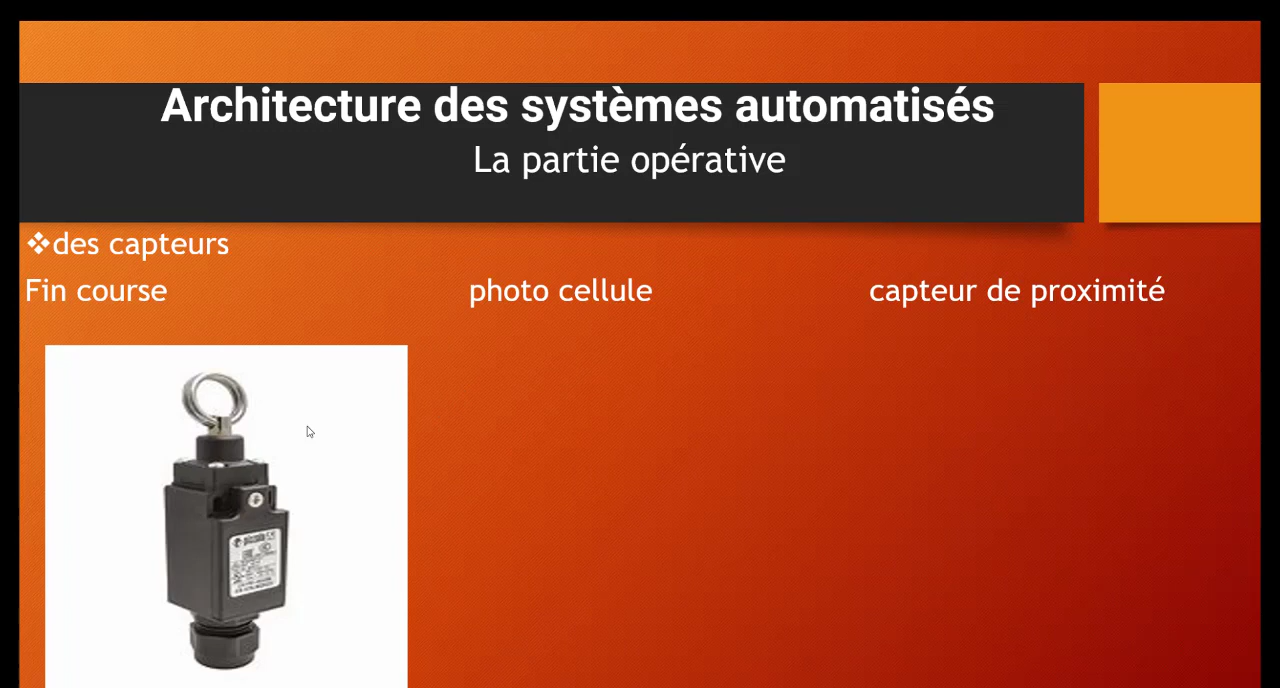 Architecture des systèmes automatisés
La partie opérative
❖des capteurs
Fin course photo cellule capteur de proximité